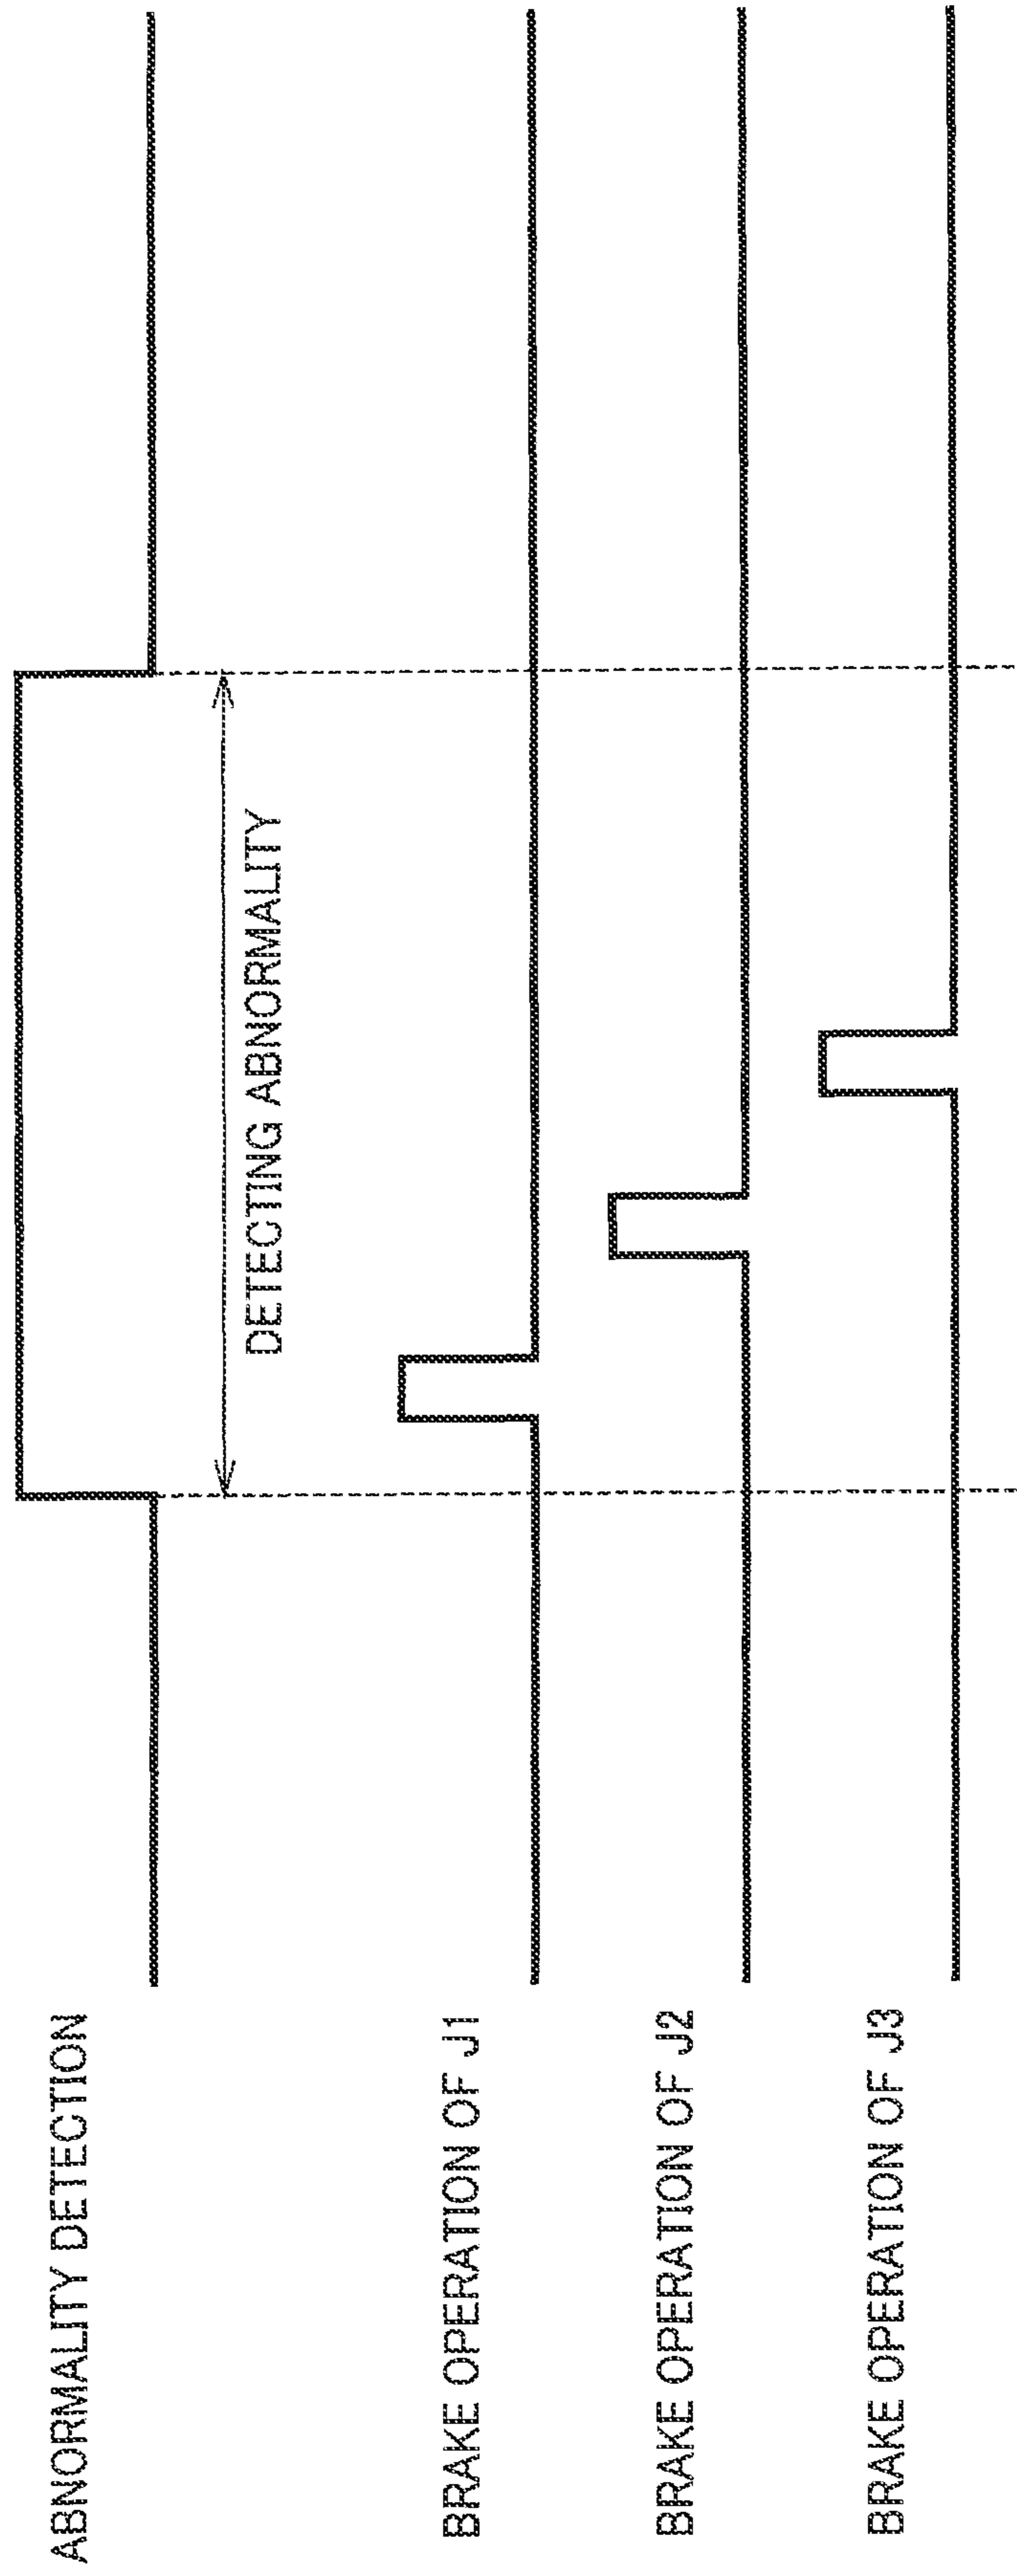 ABNORMALITY DETECTION
DETECTING ABNORMALITY
BRAKE OPERATION OF J1
BRAKE OPERATION OF J2
BRAKE OPERATION OF J3